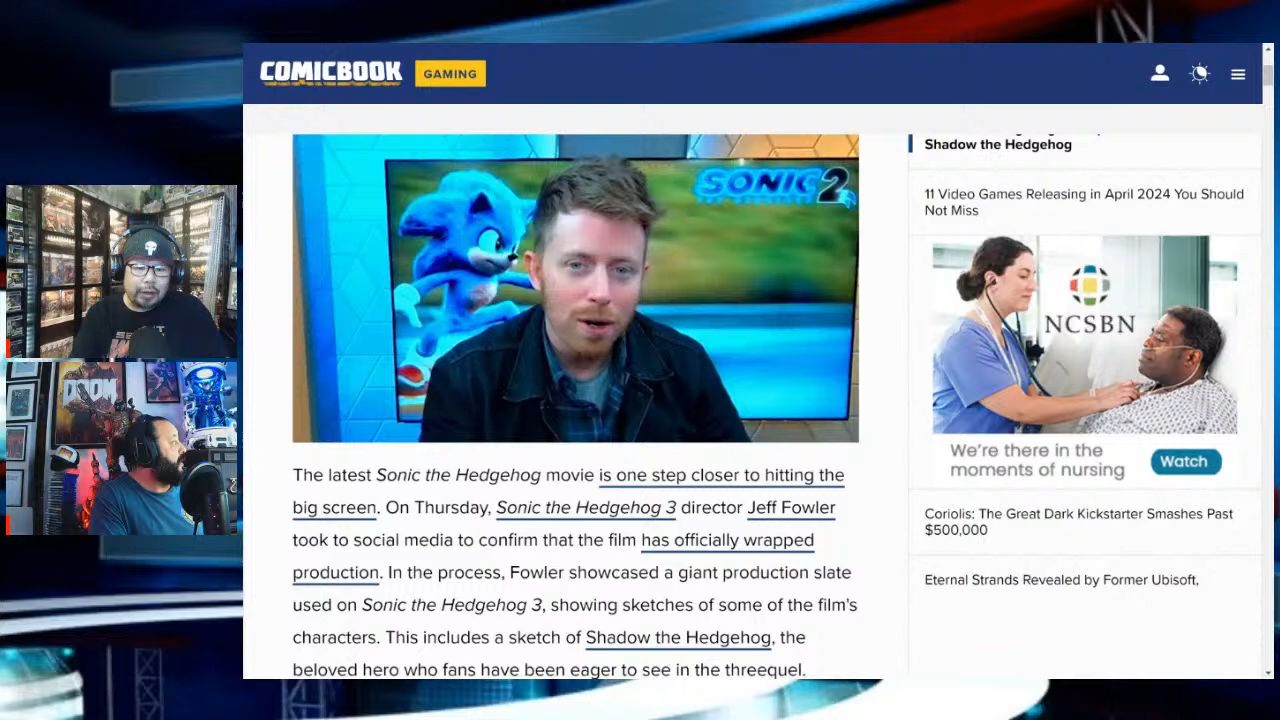 COMICBOOK
GAMING
SONIC 2
DOOM
The latest Sonic the Hedgehog movie is one step closer to hitting the
big screen. On Thursday, Sonic the Hedgehog 3 director Jeff Fowler
took to social media to confirm that the film has officially wrapped
production. In the process, Fowler showcased a giant production slate
used on Sonic the Hedgehog 3, showing sketches of some of the film's
characters. This includes a sketch of Shadow the Hedgehog, the
beloved hero who fans have been eager to see in the threequel.
Shadow the Hedgehog
11 Video Games Releasing in April 2024 You Should
Not Miss
NCSBN
We're there in the
moments of nursing
Watch
Coriolis: The Great Dark Kickstarter Smashes Past
$500,000
Eternal Strands Revealed by Former Ubisoft,